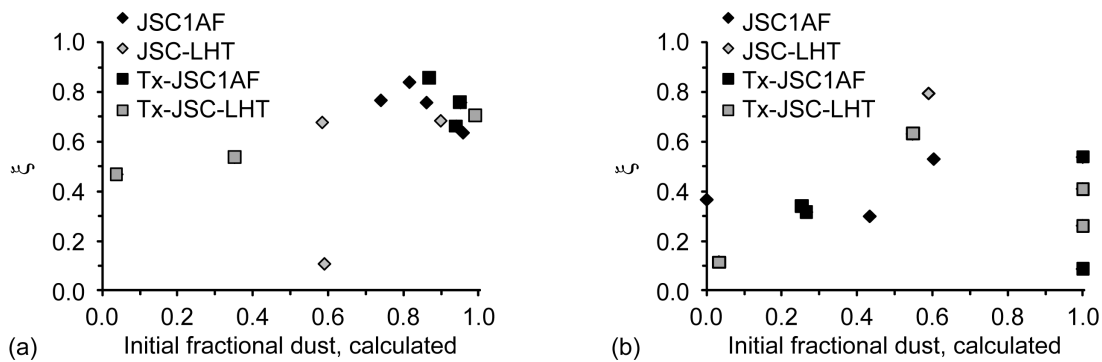 JSC1AF
JSC-LHT
Tx-JSC1AF
Tx-JSC-LHT
1.0
0.8
0.6
0.4
0.2
0.0
ξ
0.0 0.2 0.4 0.6 0.8 1.0
(a) Initial fractional dust, calculated
JSC1AF
JSC-LHT
Tx-JSC1AF
Tx-JSC-LHT
1.0
0.8
0.6
0.4
0.2
0.0
ξ
0.0 0.2 0.4 0.6 0.8 1.0
(b) Initial fractional dust, calculated